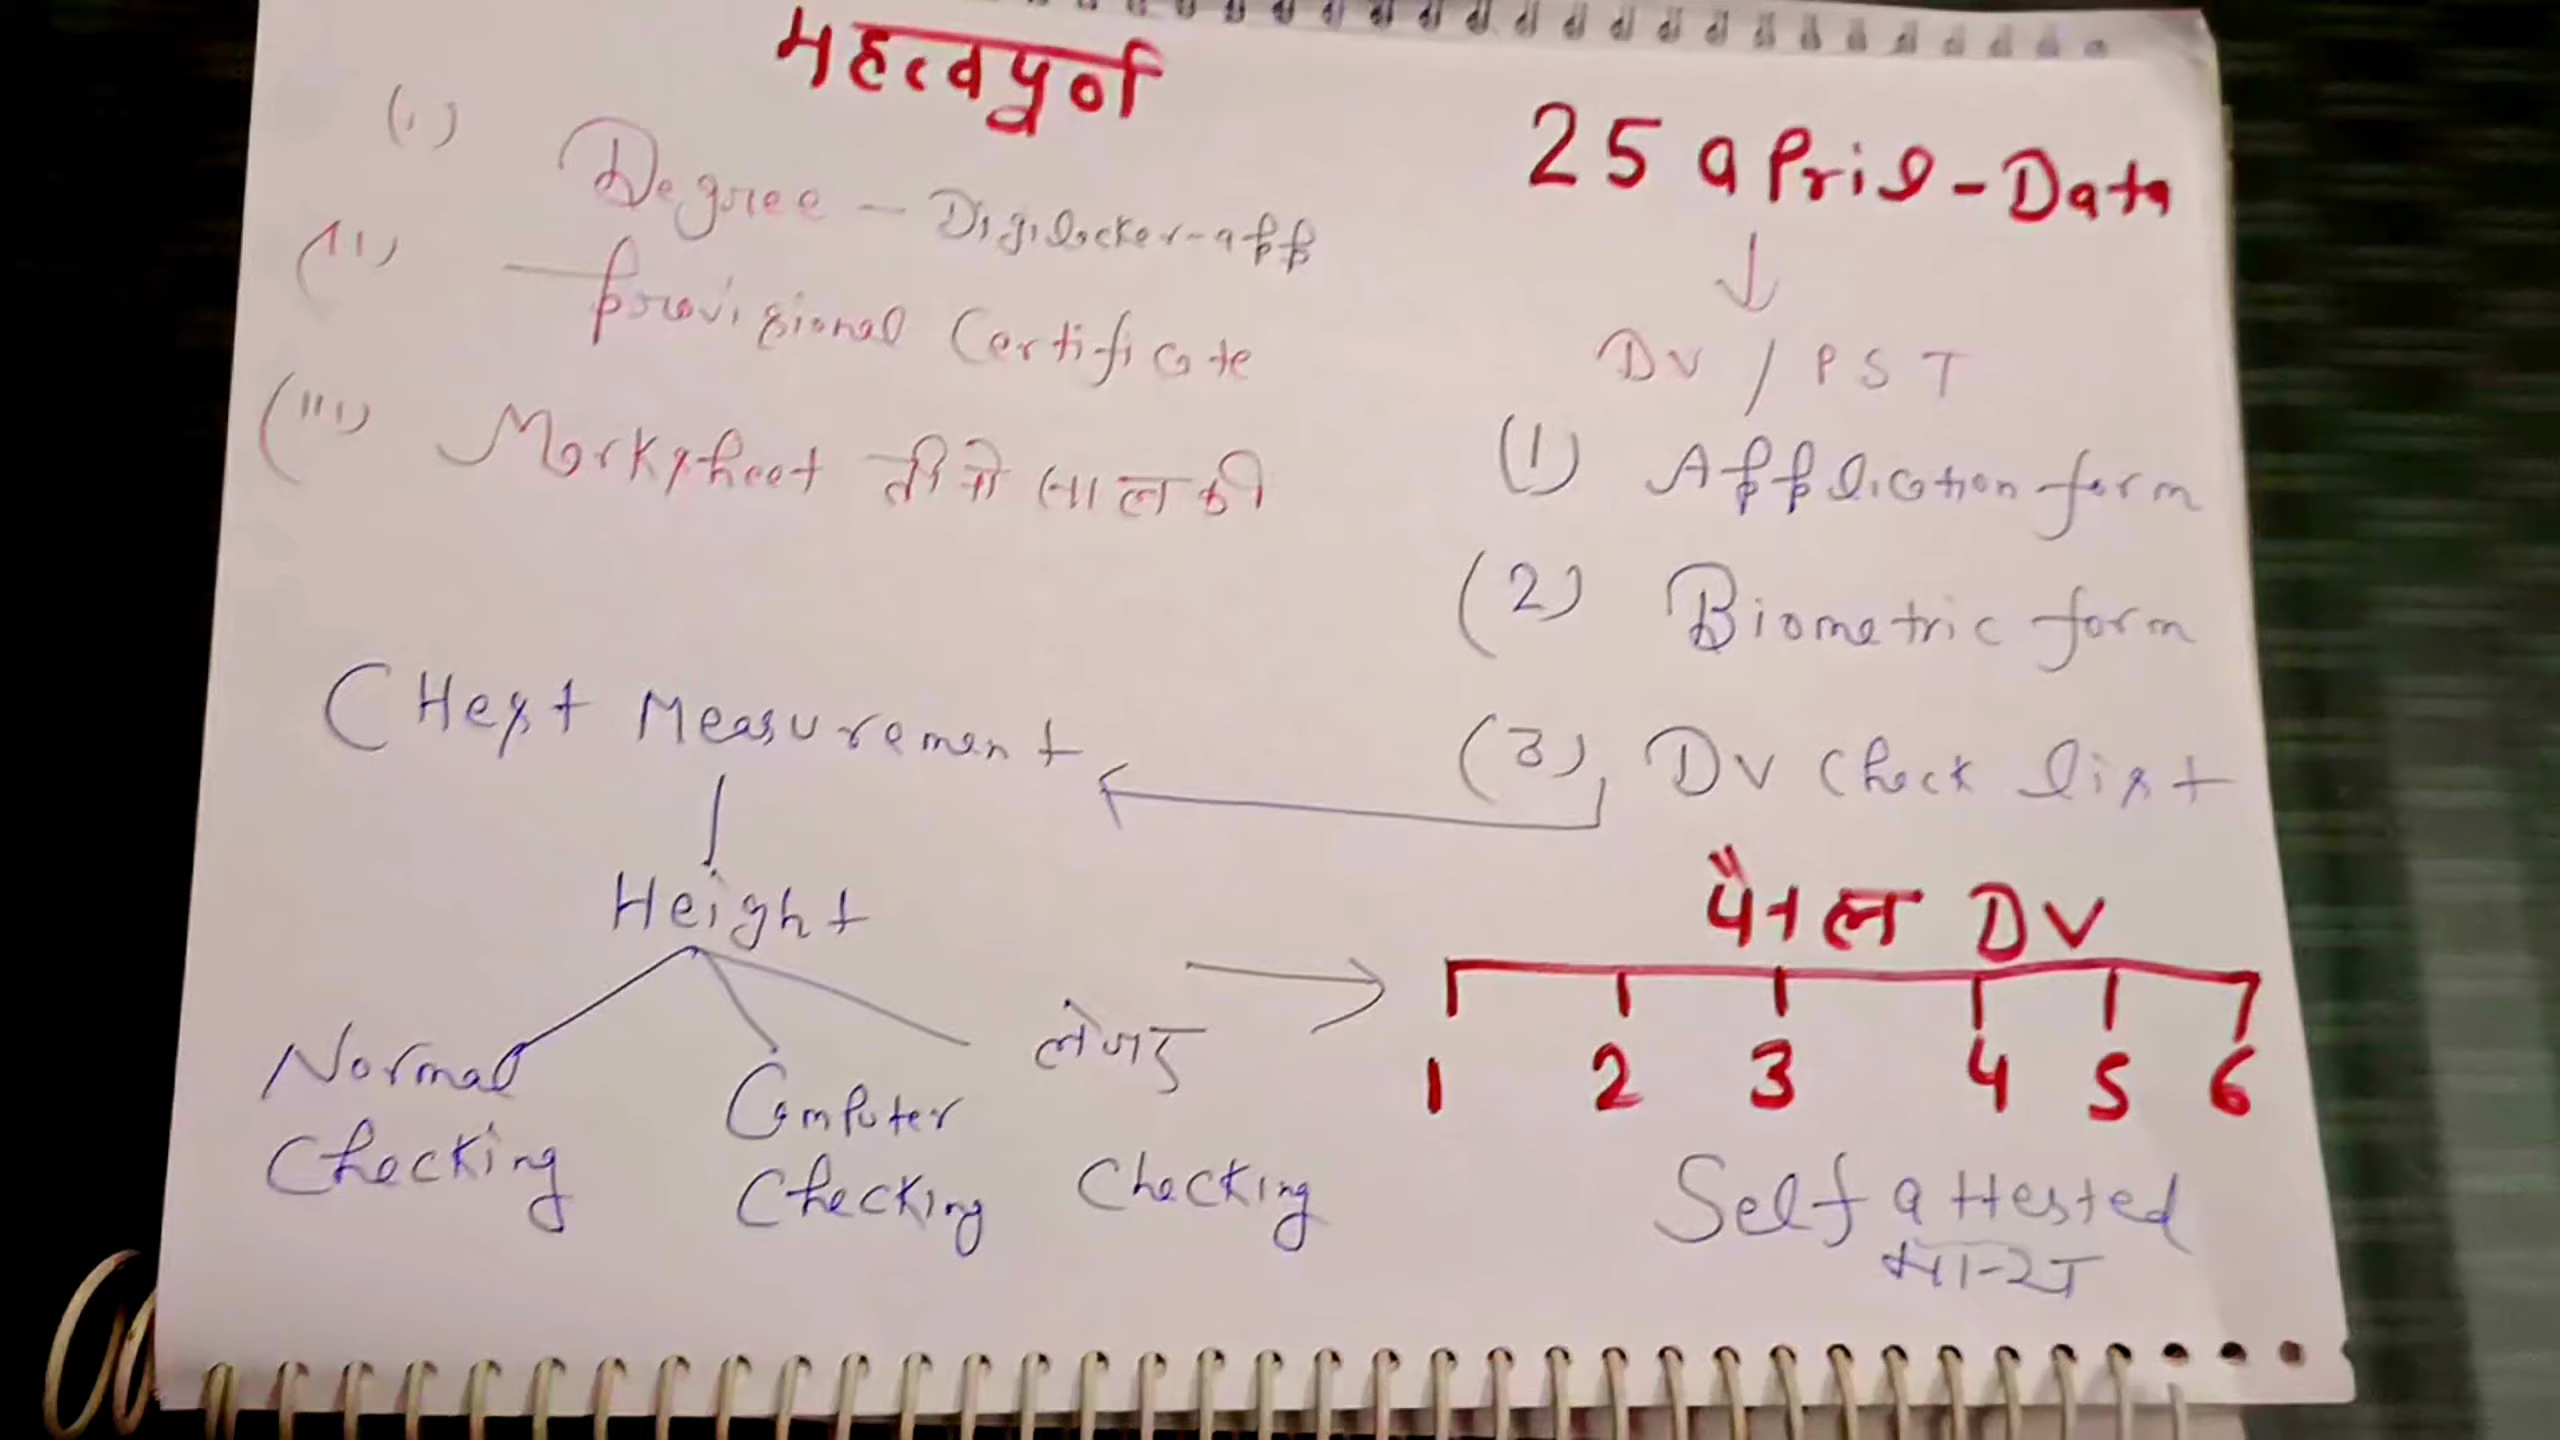 महत्वपूर्ण
(i) Degree - Digilocker-app
(ii) Provisional Certificate
(iii) Marksheet तीनो साल की
25 april-Data
DV / PST
(1) Application form
(2) Biometric form
(3) DV check list
CHest Measurement
Height
Normal Checking
Computer Checking
लेजर Checking
पैनल DV
1 2 3 4 5 6
Self attested
मान्य